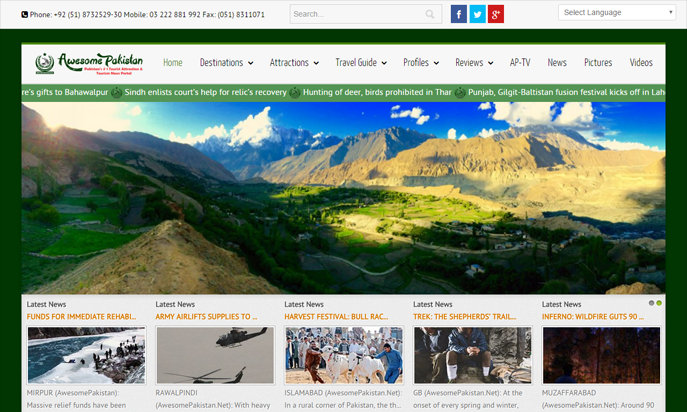 Phone: +92 (51) 8732529-30 Mobile: 03 222 881 992 Fax: (051) 8311071
Search...
Select Language
Awesome Pakistan
Pakistan's # 1 Tourist Attraction &
Tourism News Portal
Home Destinations Attractions Travel Guide Profiles Reviews AP-TV News Pictures Videos
re's gifts to Bahawalpur Sindh enlists court's help for relic's recovery Hunting of deer, birds prohibited in Thar Punjab, Gilgit-Baltistan fusion festival kicks off in Lah
Latest News
FUNDS FOR IMMEDIATE REHABI...
MIRPUR (AwesomePakistan):
Massive relief funds have been
Latest News
ARMY AIRLIFTS SUPPLIES TO ...
RAWALPINDI
(AwesomePakistan.Net): With heavy
Latest News
HARVEST FESTIVAL: BULL RAC...
ISLAMABAD (AwesomePakistan.Net):
In a rural corner of Pakistan, the th...
Latest News
TREK: THE SHEPHERDS' TRAIL...
GB (AwesomePakistan.Net): At the
onset of every spring and winter,
Latest News
INFERNO: WILDFIRE GUTS 90 ...
MUZAFFARABAD
(AwesomePakistan.Net): Around 90